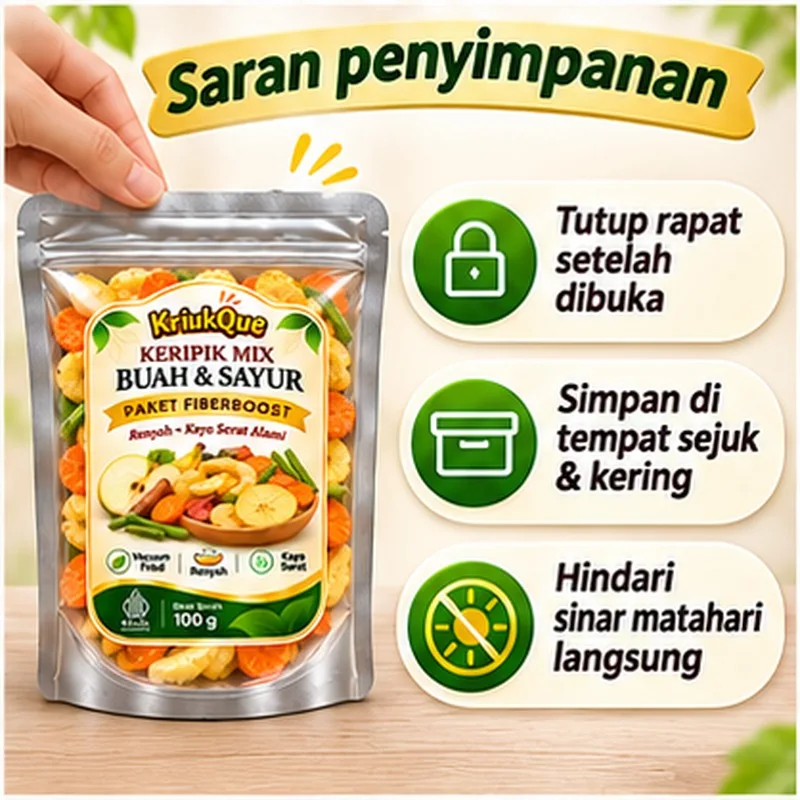 Saran penyimpanan
KriukQue
KERIPIK MIX
BUAH & SAYUR
PAKET FIBERBOOST
Renyah - Kaya Serat Alami
Renyah
Kaya
Serat
100 g
Tutup rapat
setelah
dibuka
Simpan di
tempat sejuk
& kering
Hindari
sinar matahari
langsung